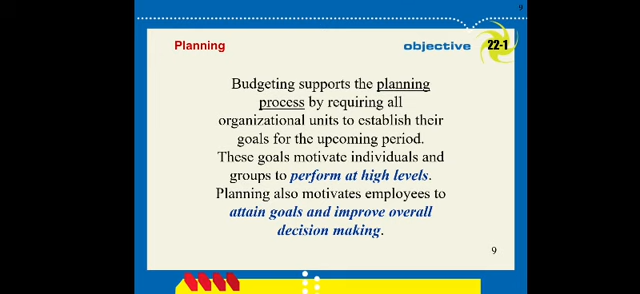 9
Planning
objective 22-1
Budgeting supports the planning
process by requiring all
organizational units to establish their
goals for the upcoming period.
These goals motivate individuals and
groups to perform at high levels.
Planning also motivates employees to
attain goals and improve overall
decision making.
9